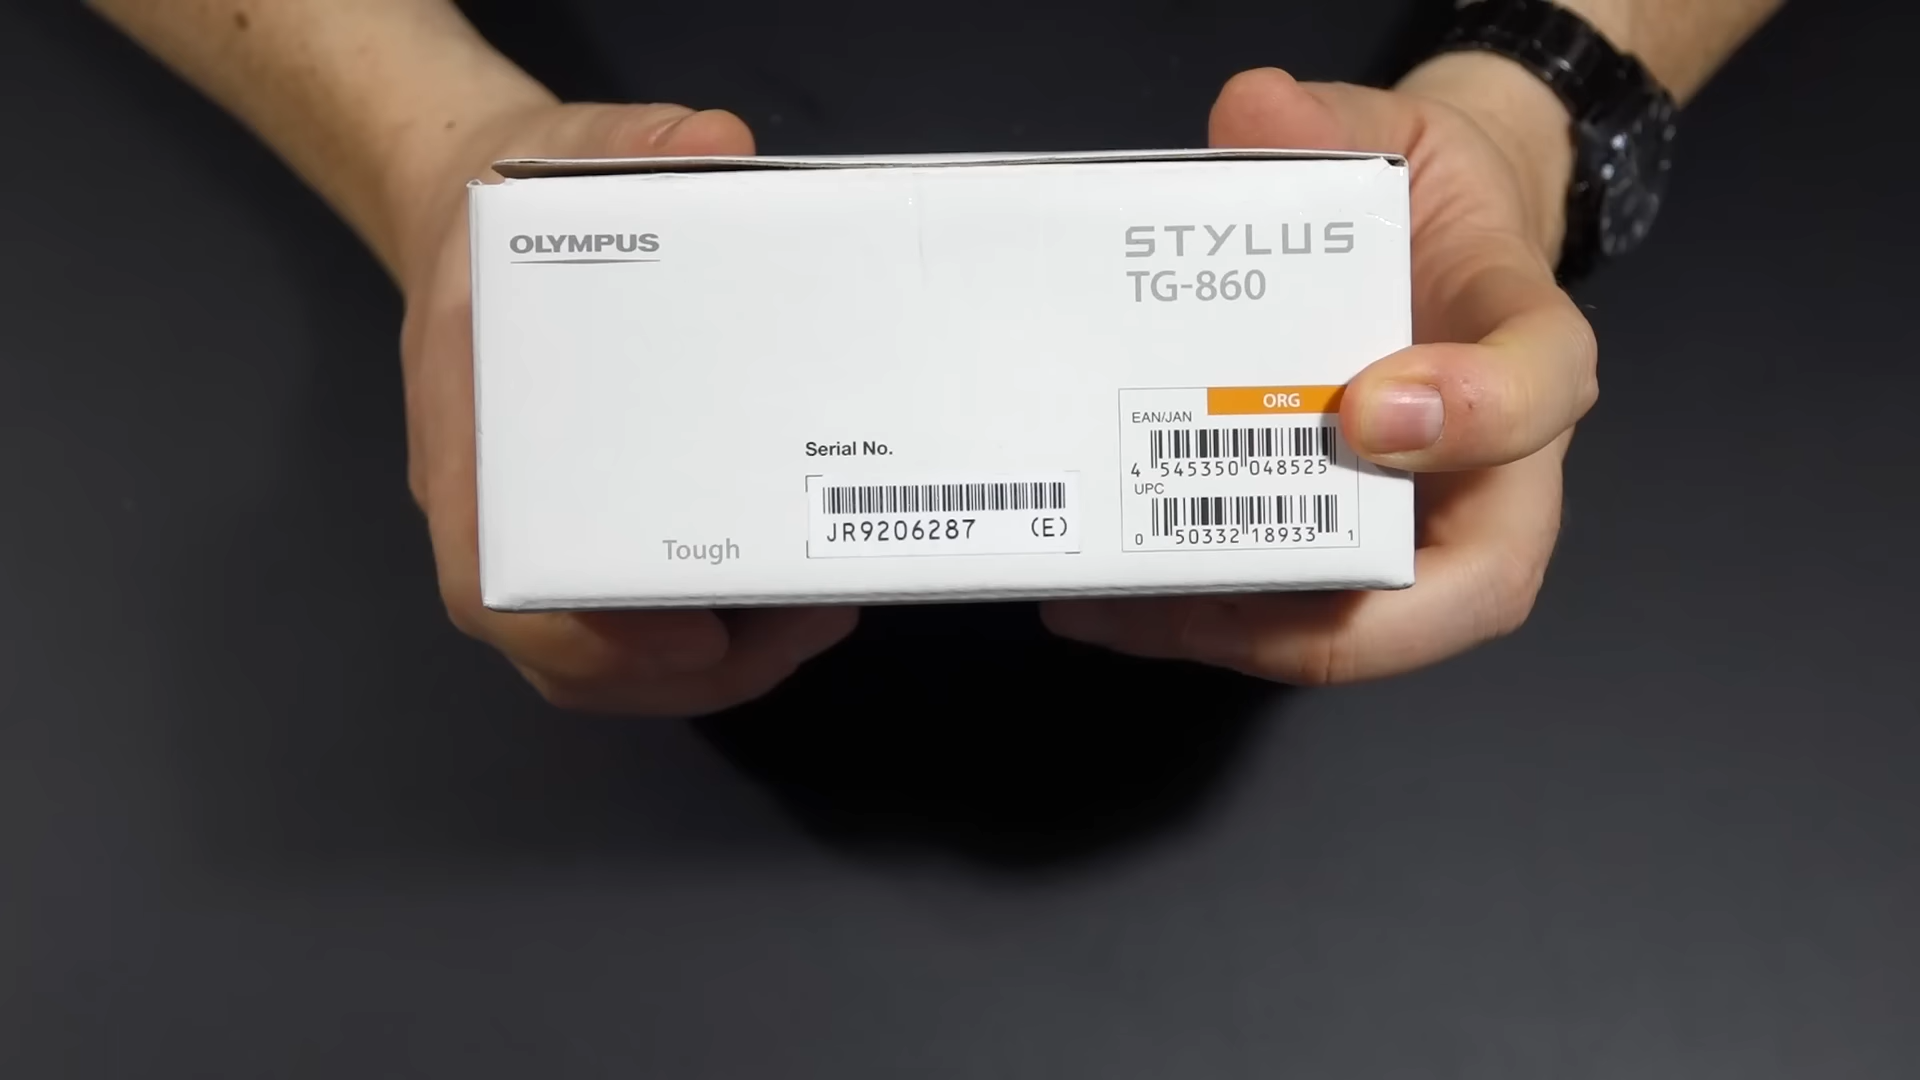 OLYMPUS
STYLUS
TG-860
ORG
EAN/JAN
4 545350 048525
UPC
0 50332 18933 1
Serial No.
JR9206287 (E)
Tough